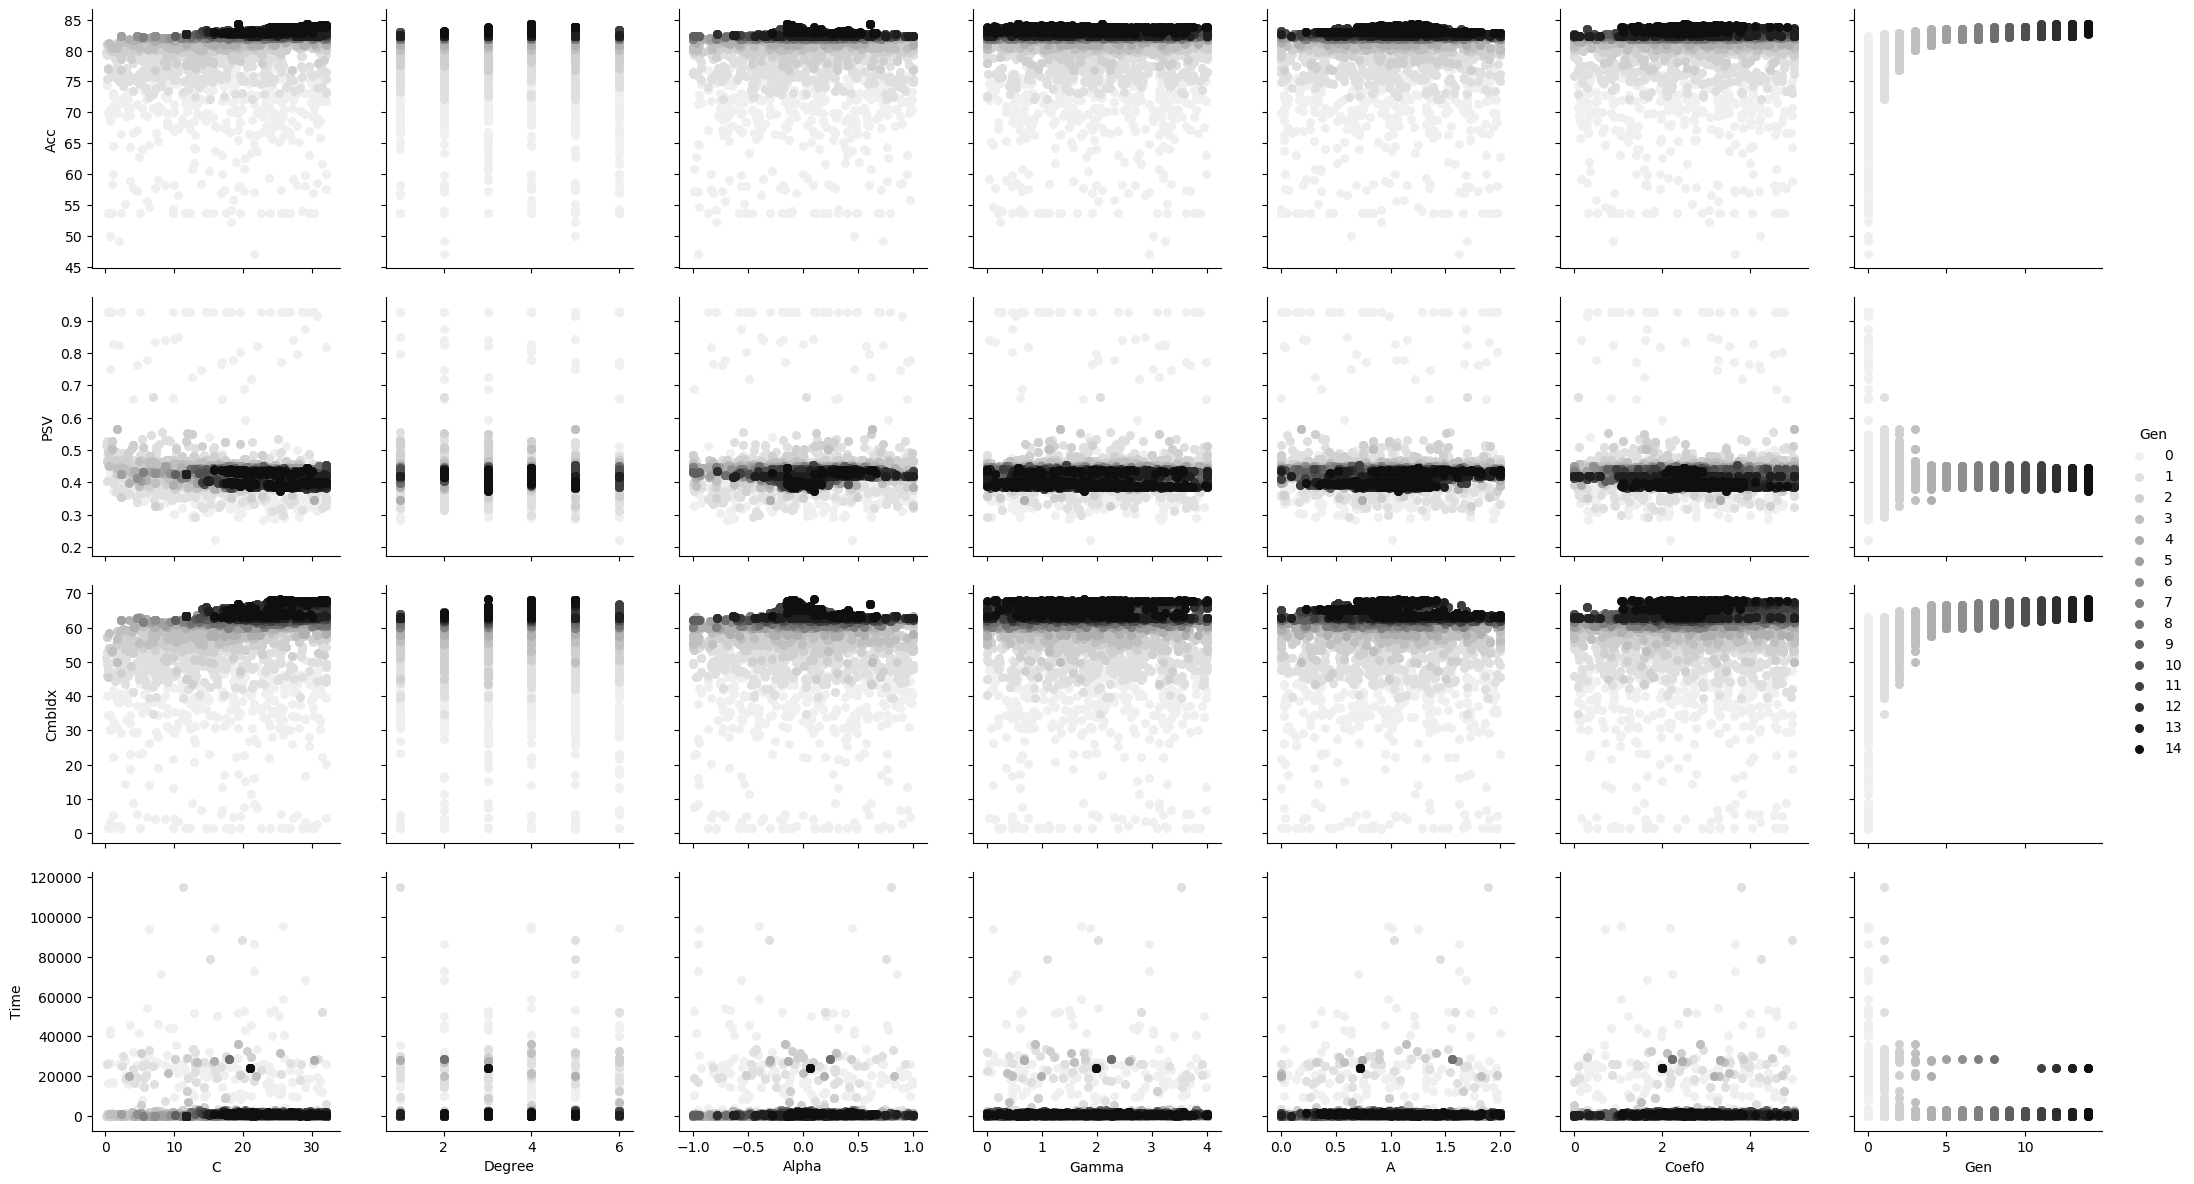 85
80
75
70
65
60
55
50
45
Acc
0.9
0.8
0.7
0.6
0.5
0.4
0.3
0.2
PSV
70
60
50
40
30
20
10
0
CmbIdx
120000
100000
80000
60000
40000
20000
0
Time
0 10 20 30
C
2 4 6
Degree
−1.0 −0.5 0.0 0.5 1.0
Alpha
0 1 2 3 4
Gamma
0.0 0.5 1.0 1.5 2.0
A
0 2 4
Coef0
0 5 10
Gen
Gen
0
1
2
3
4
5
6
7
8
9
10
11
12
13
14